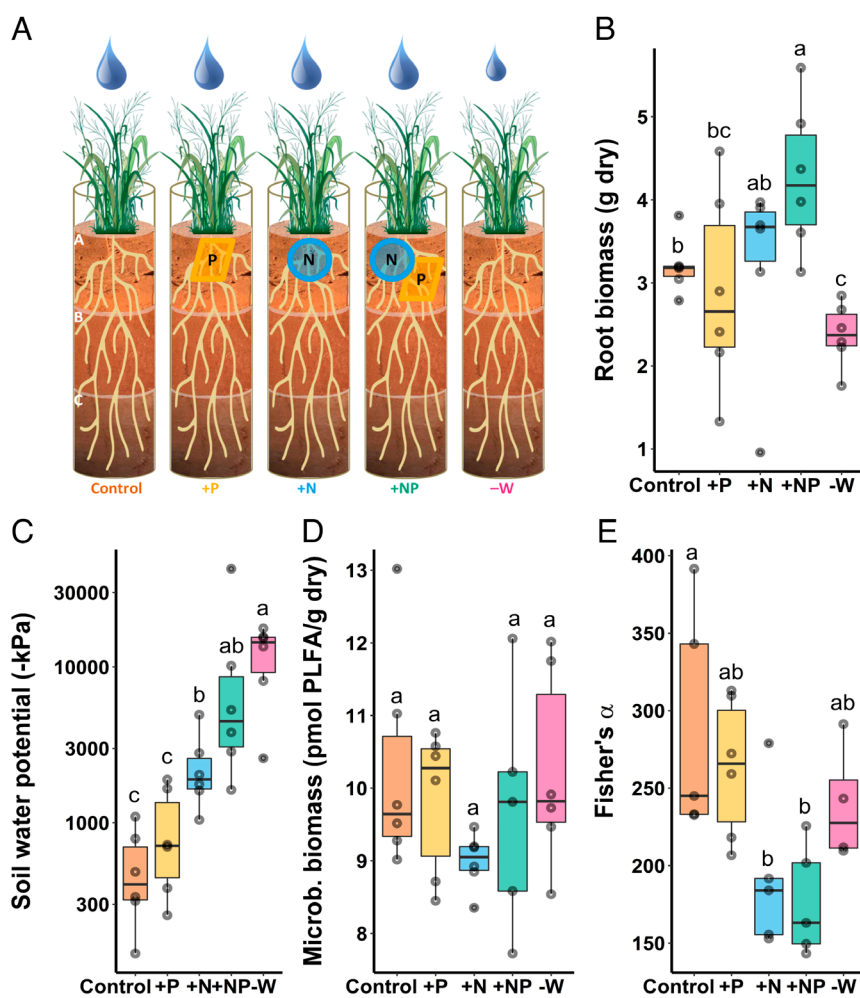 A
A
B
C
P
N
N
P
Control
+P
+N
+NP
–W
B
Root biomass (g dry)
5
4
3
2
1
b
bc
ab
a
c
Control +P +N +NP -W
C
Soil water potential (-kPa)
30000
10000
3000
1000
300
c
c
b
ab
a
Control +P +N+NP-W
D
Microb. biomass (pmol PLFA/g dry)
13
12
11
10
9
8
a
a
a
a
a
Control +P +N +NP -W
E
Fisher's α
400
350
300
250
200
150
a
ab
b
b
ab
Control +P +N +NP -W